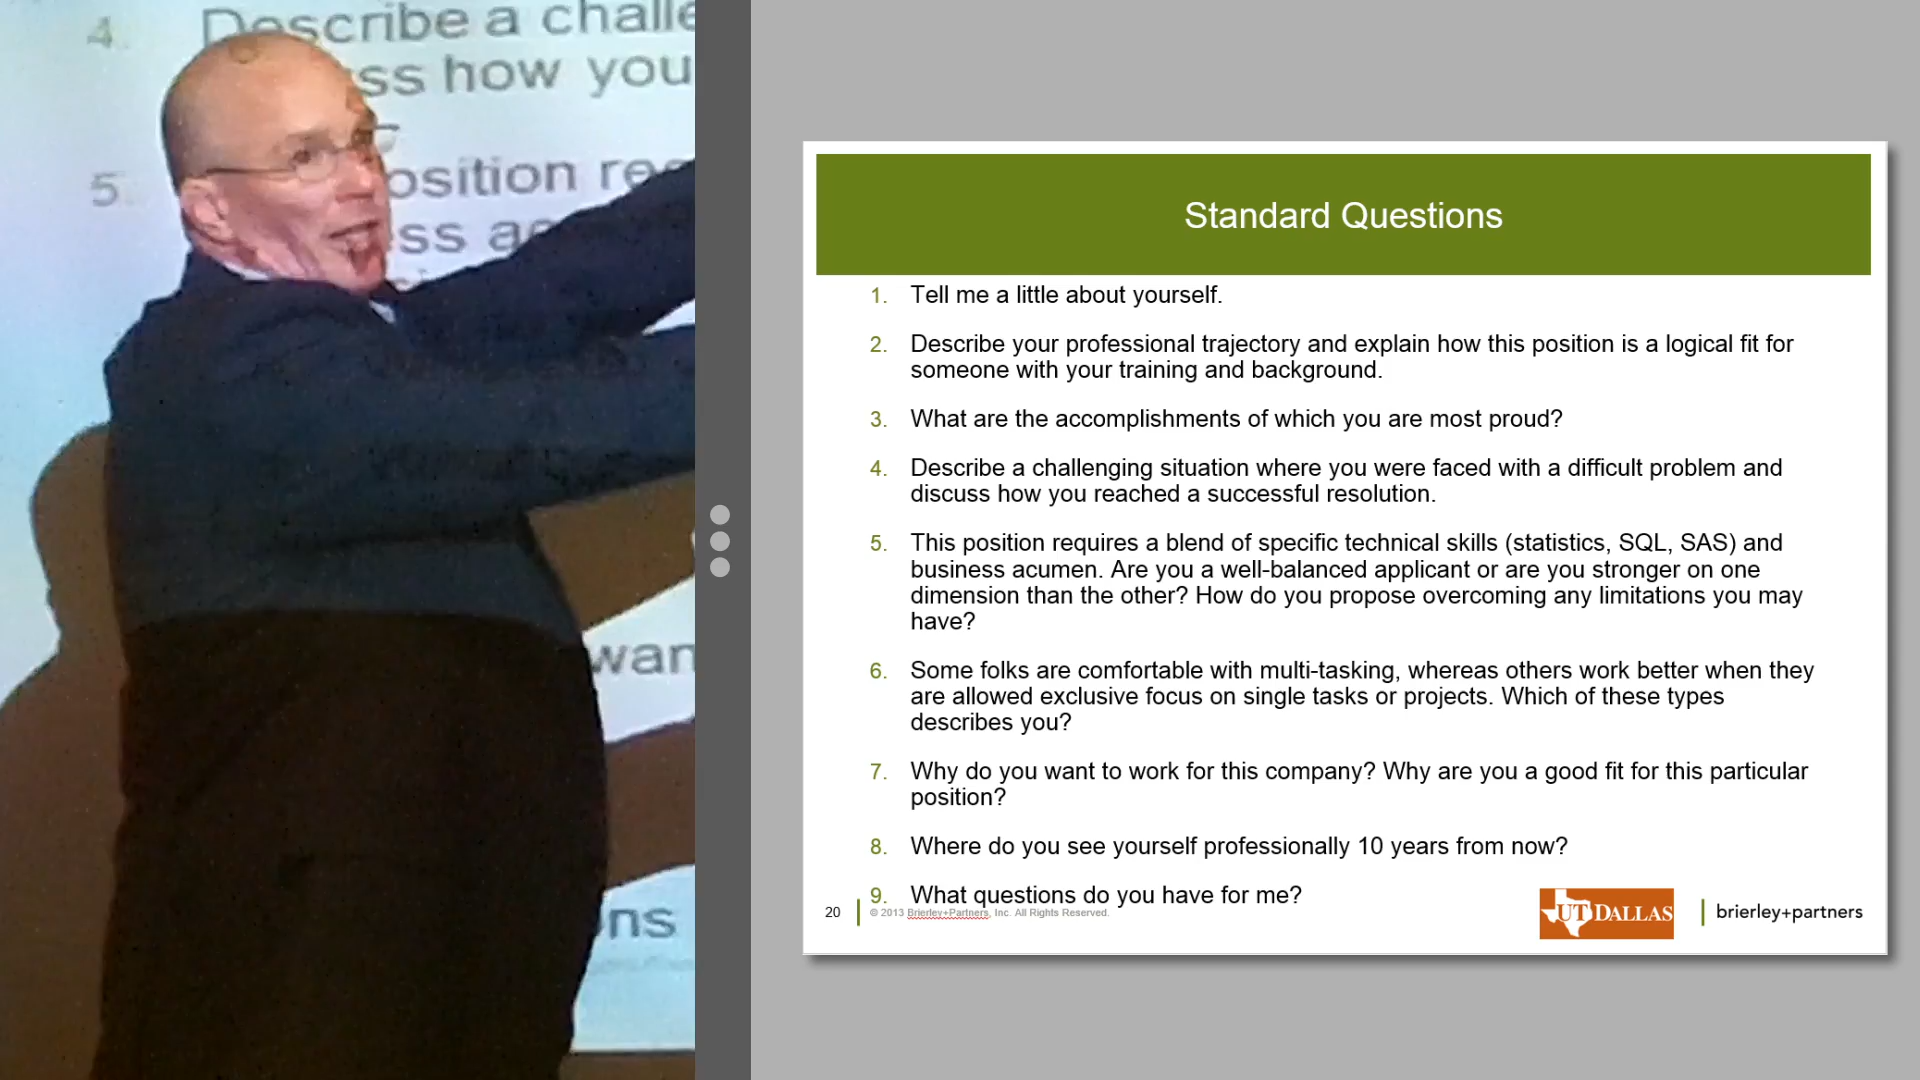 4. Describe a challe
ss how you
5. osition re
ss ac
wan
ns
Standard Questions
1. Tell me a little about yourself.
2. Describe your professional trajectory and explain how this position is a logical fit for
someone with your training and background.
3. What are the accomplishments of which you are most proud?
4. Describe a challenging situation where you were faced with a difficult problem and
discuss how you reached a successful resolution.
5. This position requires a blend of specific technical skills (statistics, SQL, SAS) and
business acumen. Are you a well-balanced applicant or are you stronger on one
dimension than the other? How do you propose overcoming any limitations you may
have?
6. Some folks are comfortable with multi-tasking, whereas others work better when they
are allowed exclusive focus on single tasks or projects. Which of these types
describes you?
7. Why do you want to work for this company? Why are you a good fit for this particular
position?
8. Where do you see yourself professionally 10 years from now?
9. What questions do you have for me?
20 © 2013 Brierley+Partners, Inc. All Rights Reserved.
UT DALLAS
brierley+partners